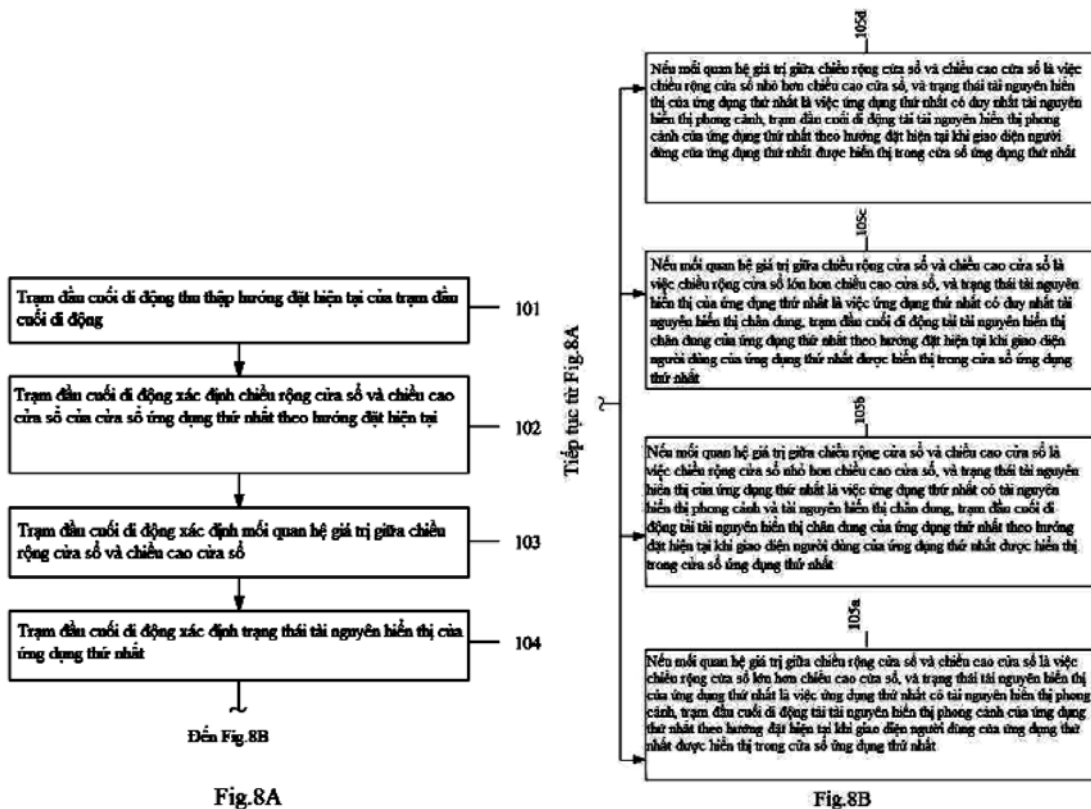 Trạm đầu cuối di động thu thập hướng đặt hiện tại của trạm đầu
cuối di động
101
Trạm đầu cuối di động xác định chiều rộng cửa sổ và chiều cao
cửa sổ của cửa sổ ứng dụng thứ nhất theo hướng đặt hiện tại
102
Trạm đầu cuối di động xác định mối quan hệ giá trị giữa chiều
rộng cửa sổ và chiều cao cửa sổ
103
Trạm đầu cuối di động xác định trạng thái tài nguyên hiển thị của
ứng dụng thứ nhất
104
Đến Fig.8B
Fig.8A
Tiếp tục từ Fig.8A
105d
Nếu mối quan hệ giá trị giữa chiều rộng cửa sổ và chiều cao cửa sổ là việc
chiều rộng cửa sổ nhỏ hơn chiều cao cửa sổ, và trạng thái tài nguyên hiển
thị của ứng dụng thứ nhất là việc ứng dụng thứ nhất có duy nhất tài nguyên
hiển thị phong cảnh, trạm đầu cuối di động tải tài nguyên hiển thị phong
cảnh của ứng dụng thứ nhất theo hướng đặt hiện tại khi giao diện người
dùng của ứng dụng thứ nhất được hiển thị trong cửa sổ ứng dụng thứ nhất
105c
Nếu mối quan hệ giá trị giữa chiều rộng cửa sổ và chiều cao cửa sổ là
việc chiều rộng cửa sổ lớn hơn chiều cao cửa sổ, và trạng thái tài nguyên
hiển thị của ứng dụng thứ nhất là việc ứng dụng thứ nhất có duy nhất tài
nguyên hiển thị chân dung, trạm đầu cuối di động tải tài nguyên hiển thị
chân dung của ứng dụng thứ nhất theo hướng đặt hiện tại khi giao diện
người dùng của ứng dụng thứ nhất được hiển thị trong cửa sổ ứng dụng
thứ nhất
105b
Nếu mối quan hệ giá trị giữa chiều rộng cửa sổ và chiều cao cửa sổ là
việc chiều rộng cửa sổ nhỏ hơn chiều cao cửa sổ, và trạng thái tài nguyên
hiển thị của ứng dụng thứ nhất là việc ứng dụng thứ nhất có tài nguyên
hiển thị phong cảnh và tài nguyên hiển thị chân dung, trạm đầu cuối di
động tải tài nguyên hiển thị chân dung của ứng dụng thứ nhất theo hướng
đặt hiện tại khi giao diện người dùng của ứng dụng thứ nhất được hiển thị
trong cửa sổ ứng dụng thứ nhất
105a
Nếu mối quan hệ giá trị giữa chiều rộng cửa sổ và chiều cao cửa sổ là việc
chiều rộng cửa sổ lớn hơn chiều cao cửa sổ, và trạng thái tài nguyên hiển thị
của ứng dụng thứ nhất là việc ứng dụng thứ nhất có tài nguyên hiển thị phong
cảnh, trạm đầu cuối di động tải tài nguyên hiển thị phong cảnh của ứng dụng
thứ nhất theo hướng đặt hiện tại khi giao diện người dùng của ứng dụng thứ
nhất được hiển thị trong cửa sổ ứng dụng thứ nhất
Fig.8B